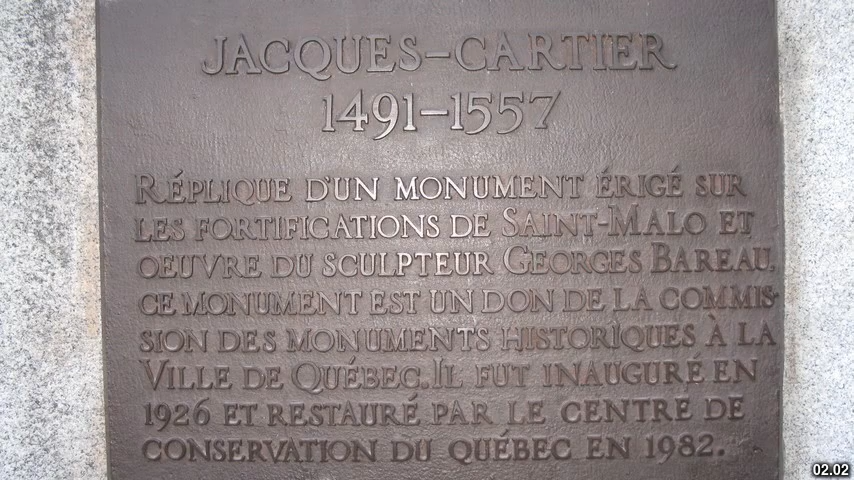 JACQUES-CARTIER
1491-1557
RÉPLIQUE D'UN MONUMENT ÉRIGÉ SUR
LES FORTIFICATIONS DE SAINT-MALO ET
OEUVRE DU SCULPTEUR GEORGES BAREAU,
CE MONUMENT EST UN DON DE LA COMMIS-
SION DES MONUMENTS HISTORIQUES À LA
VILLE DE QUÉBEC. IL FUT INAUGURÉ EN
1926 ET RESTAURÉ PAR LE CENTRE DE
CONSERVATION DU QUÉBEC EN 1982.
02.02